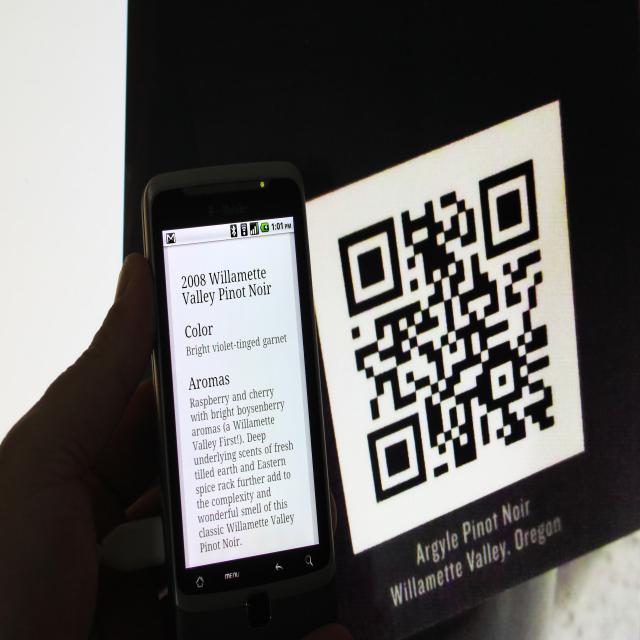 1:01 PM
2008 Willamette
Valley Pinot Noir
Color
Bright violet-tinged garnet
Aromas
Raspberry and cherry
with bright boysenberry
aromas (a Willamette
Valley First!). Deep
underlying scents of fresh
tilled earth and Eastern
spice rack further add to
the complexity and
wonderful smell of this
classic Willamette Valley
Pinot Noir.
MENU
Argyle Pinot Noir
Willamette Valley, Oregon